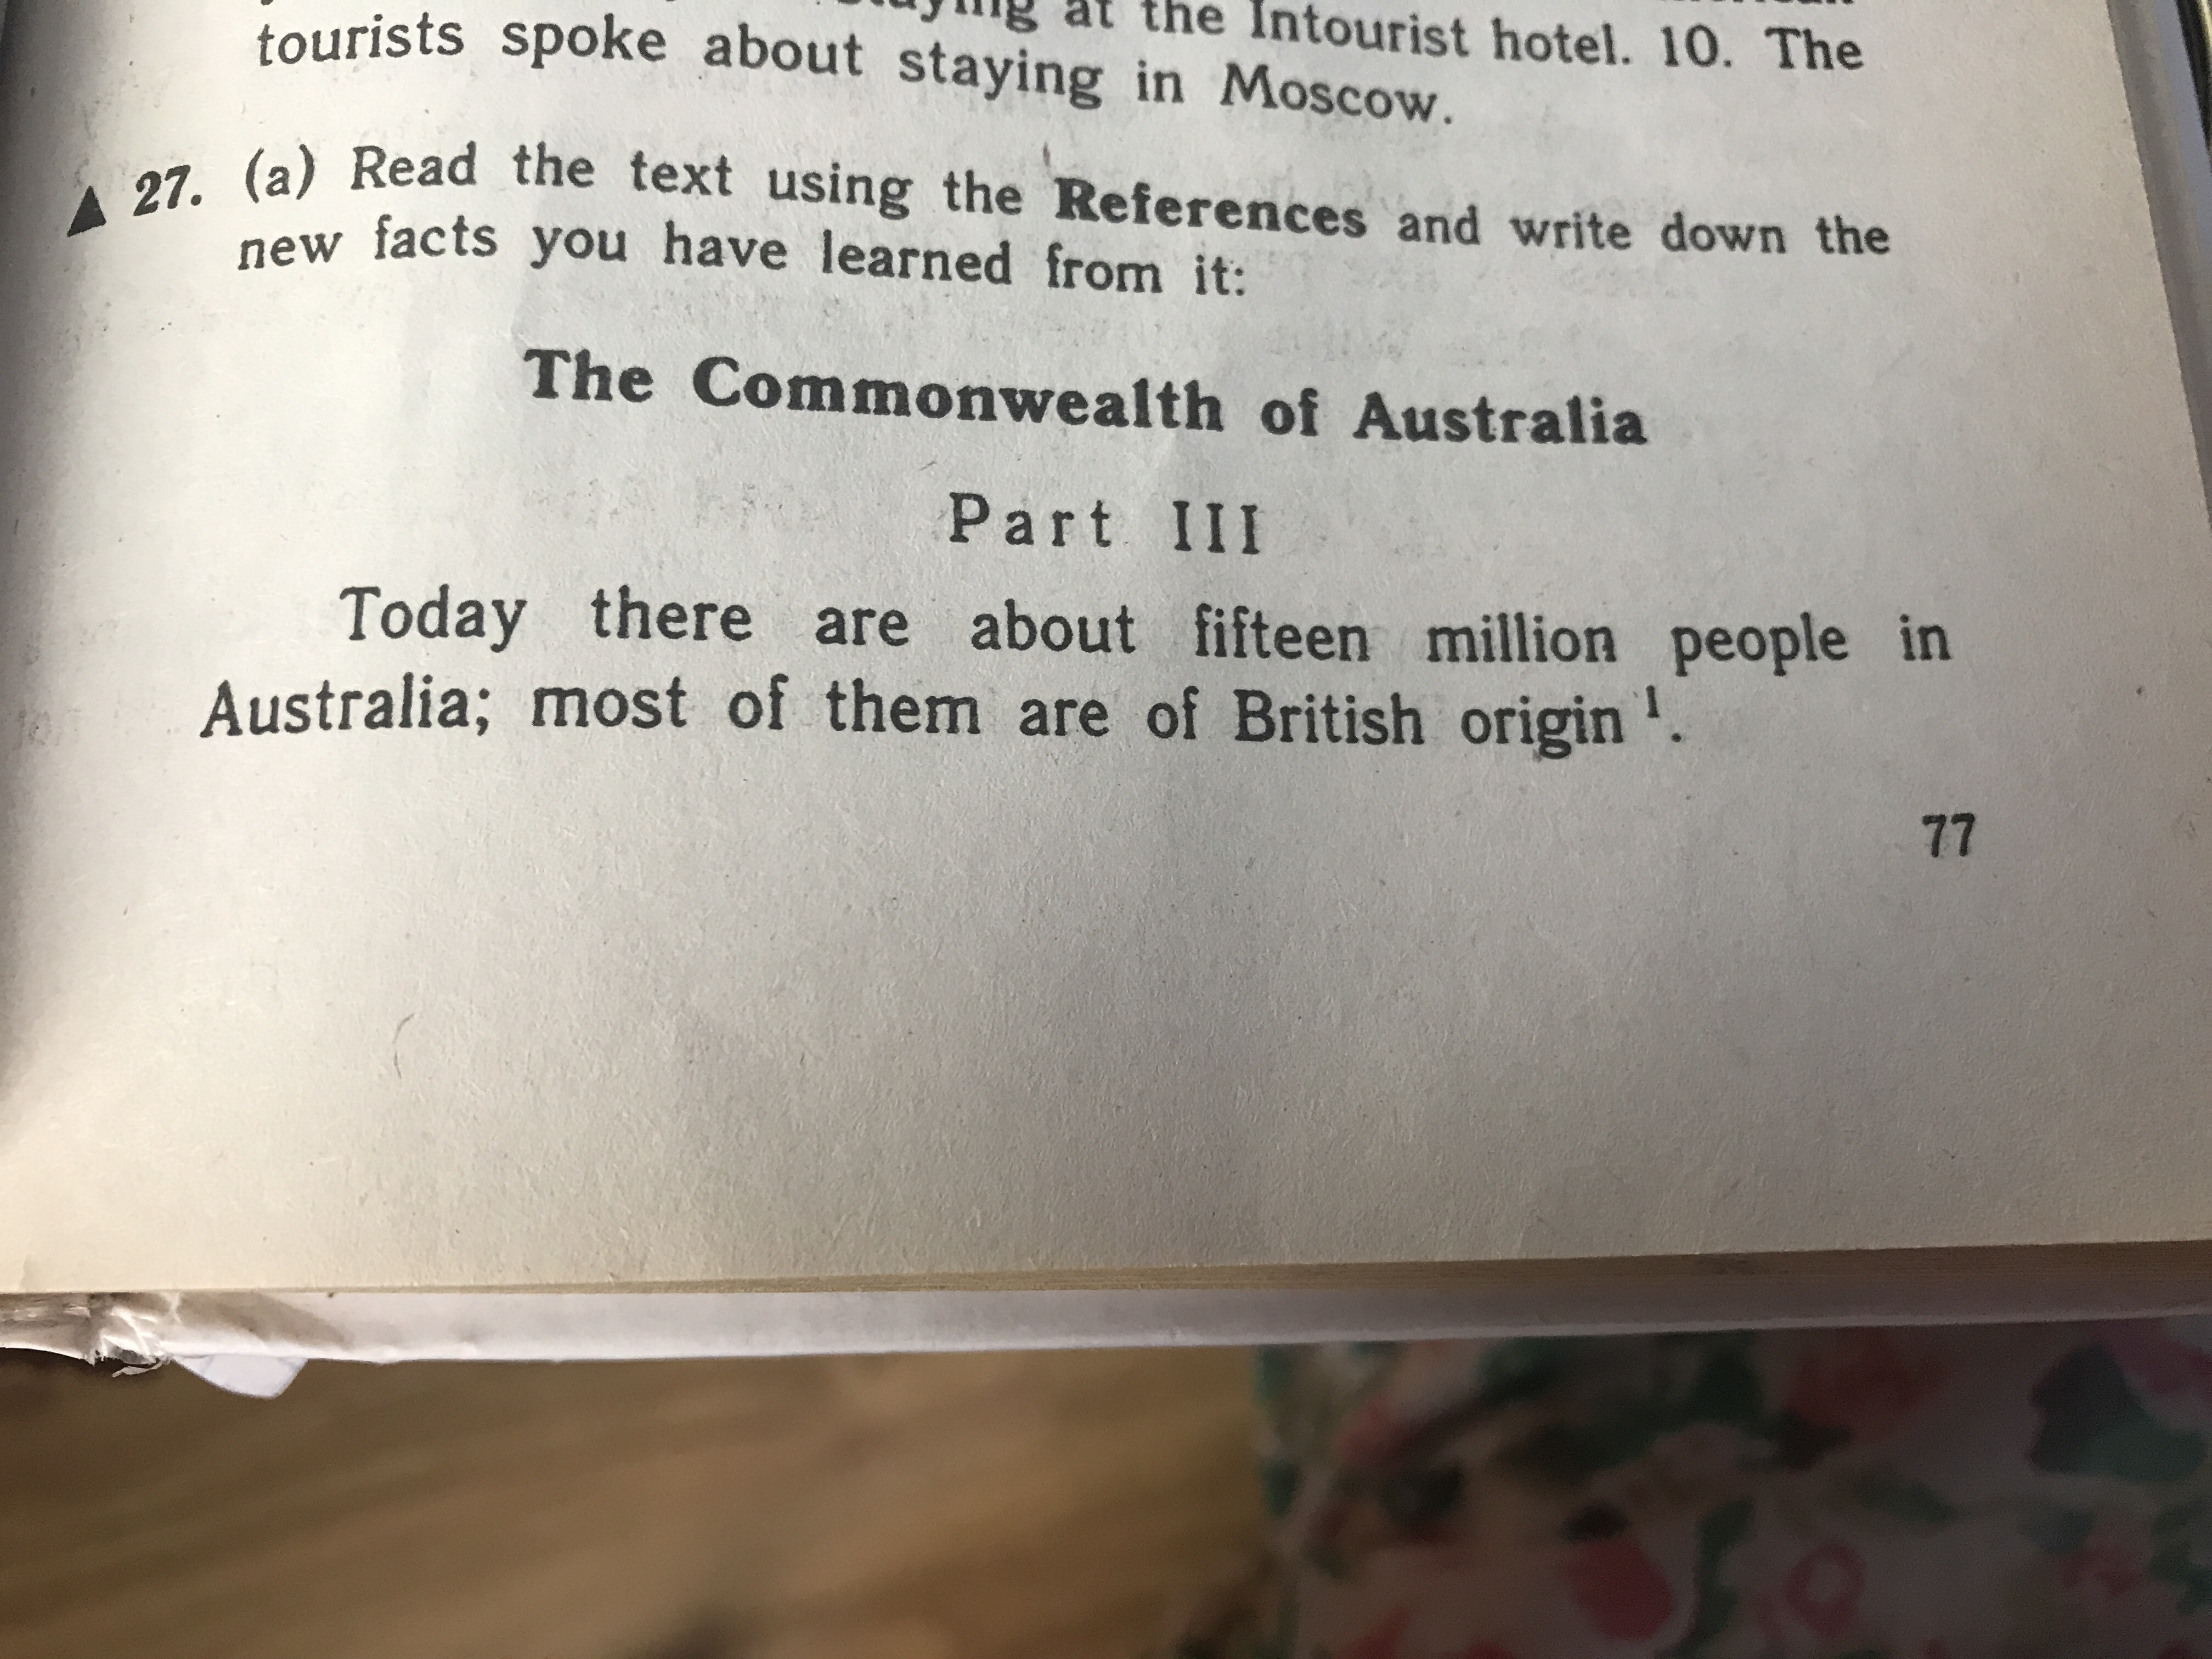 at the Intourist hotel. 10. The
tourists spoke about staying in Moscow.
▲ 27. (a) Read the text using the References and write down the
new facts you have learned from it:
The Commonwealth of Australia
Part III
Today there are about fifteen million people in
Australia; most of them are of British origin ¹.
77